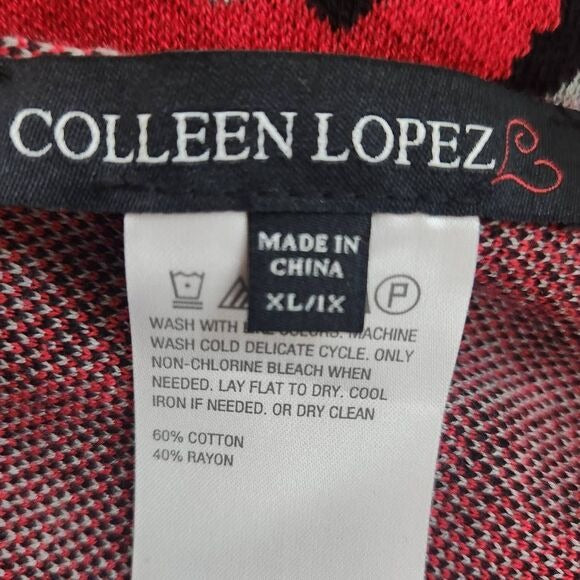 COLLEEN LOPEZ
MADE IN
CHINA
XL/1X
P
WASH WITH LIKE COLORS. MACHINE
WASH COLD DELICATE CYCLE. ONLY
NON-CHLORINE BLEACH WHEN
NEEDED. LAY FLAT TO DRY. COOL
IRON IF NEEDED. OR DRY CLEAN
60% COTTON
40% RAYON